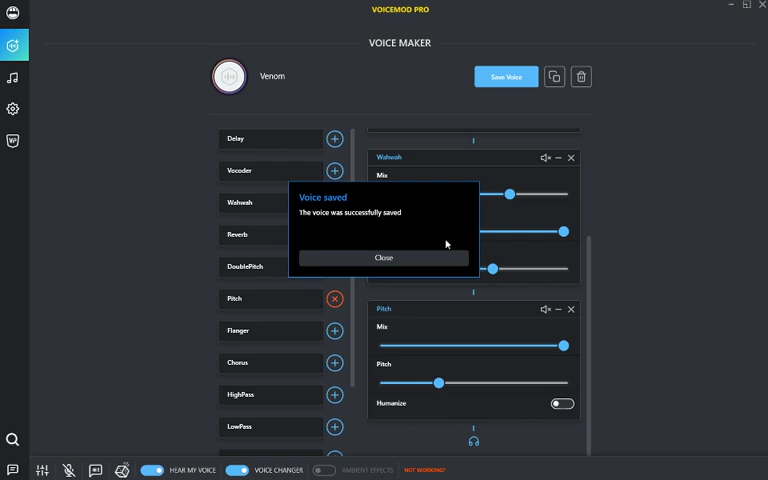 VOICEMOD PRO
VOICE MAKER
Venom
Save Voice
Delay
Vocoder
Wahwah
Reverb
DoublePitch
Pitch
Flanger
Chorus
HighPass
LowPass
Wahwah
Mix
Voice saved
The voice was successfully saved
Close
Pitch
Mix
Pitch
Humanize
VP
HEAR MY VOICE
VOICE CHANGER
AMBIENT EFFECTS
NOT WORKING?